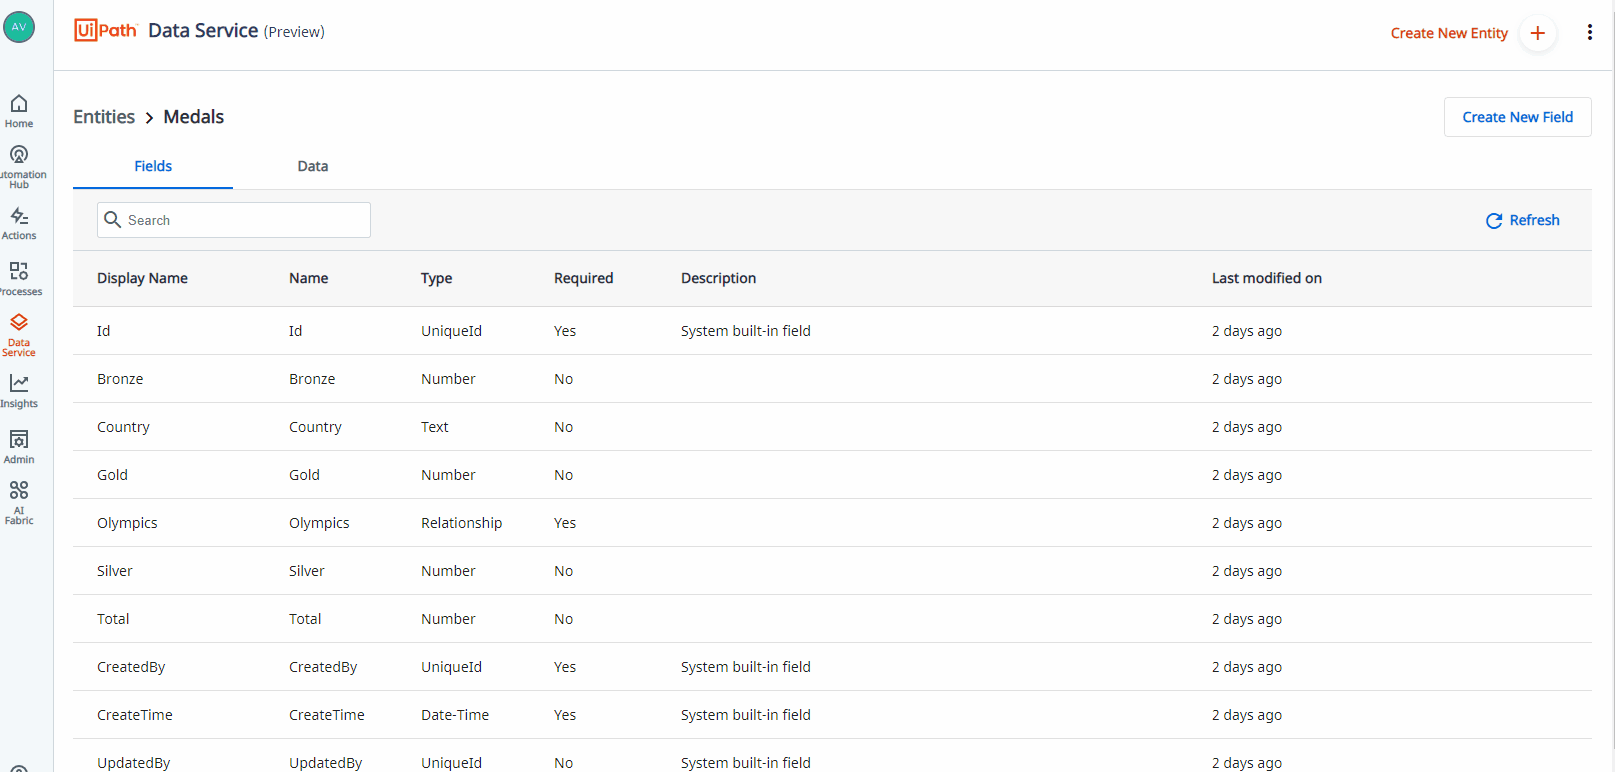 AV
UiPath Data Service (Preview)
Create New Entity +
Home
utomation
Hub
Actions
Processes
Data
Service
Insights
Admin
AI
Fabric
Entities > Medals
Create New Field
Fields Data
Search
Refresh
Display Name Name Type Required Description Last modified on
Id Id UniqueId Yes System built-in field 2 days ago
Bronze Bronze Number No 2 days ago
Country Country Text No 2 days ago
Gold Gold Number No 2 days ago
Olympics Olympics Relationship Yes 2 days ago
Silver Silver Number No 2 days ago
Total Total Number No 2 days ago
CreatedBy CreatedBy UniqueId Yes System built-in field 2 days ago
CreateTime CreateTime Date-Time Yes System built-in field 2 days ago
UpdatedBy UpdatedBy UniqueId No System built-in field 2 days ago